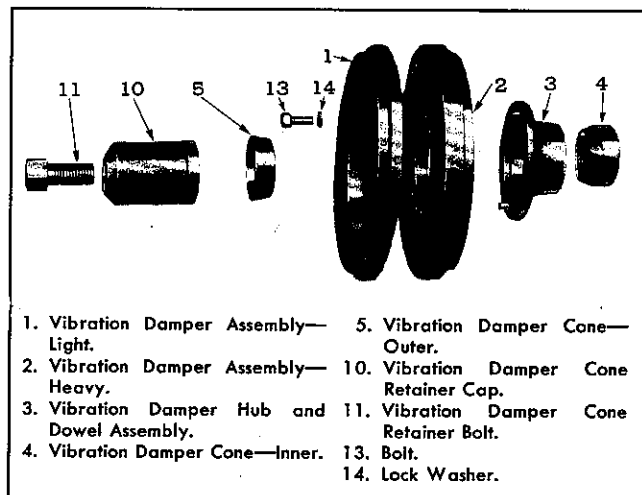 11 10 5 13 14 1 2 3 4
1. Vibration Damper Assembly—
Light.
2. Vibration Damper Assembly—
Heavy.
3. Vibration Damper Hub and
Dowel Assembly.
4. Vibration Damper Cone—Inner.
5. Vibration Damper Cone—
Outer.
10. Vibration Damper Cone
Retainer Cap.
11. Vibration Damper Cone
Retainer Bolt.
13. Bolt.
14. Lock Washer.